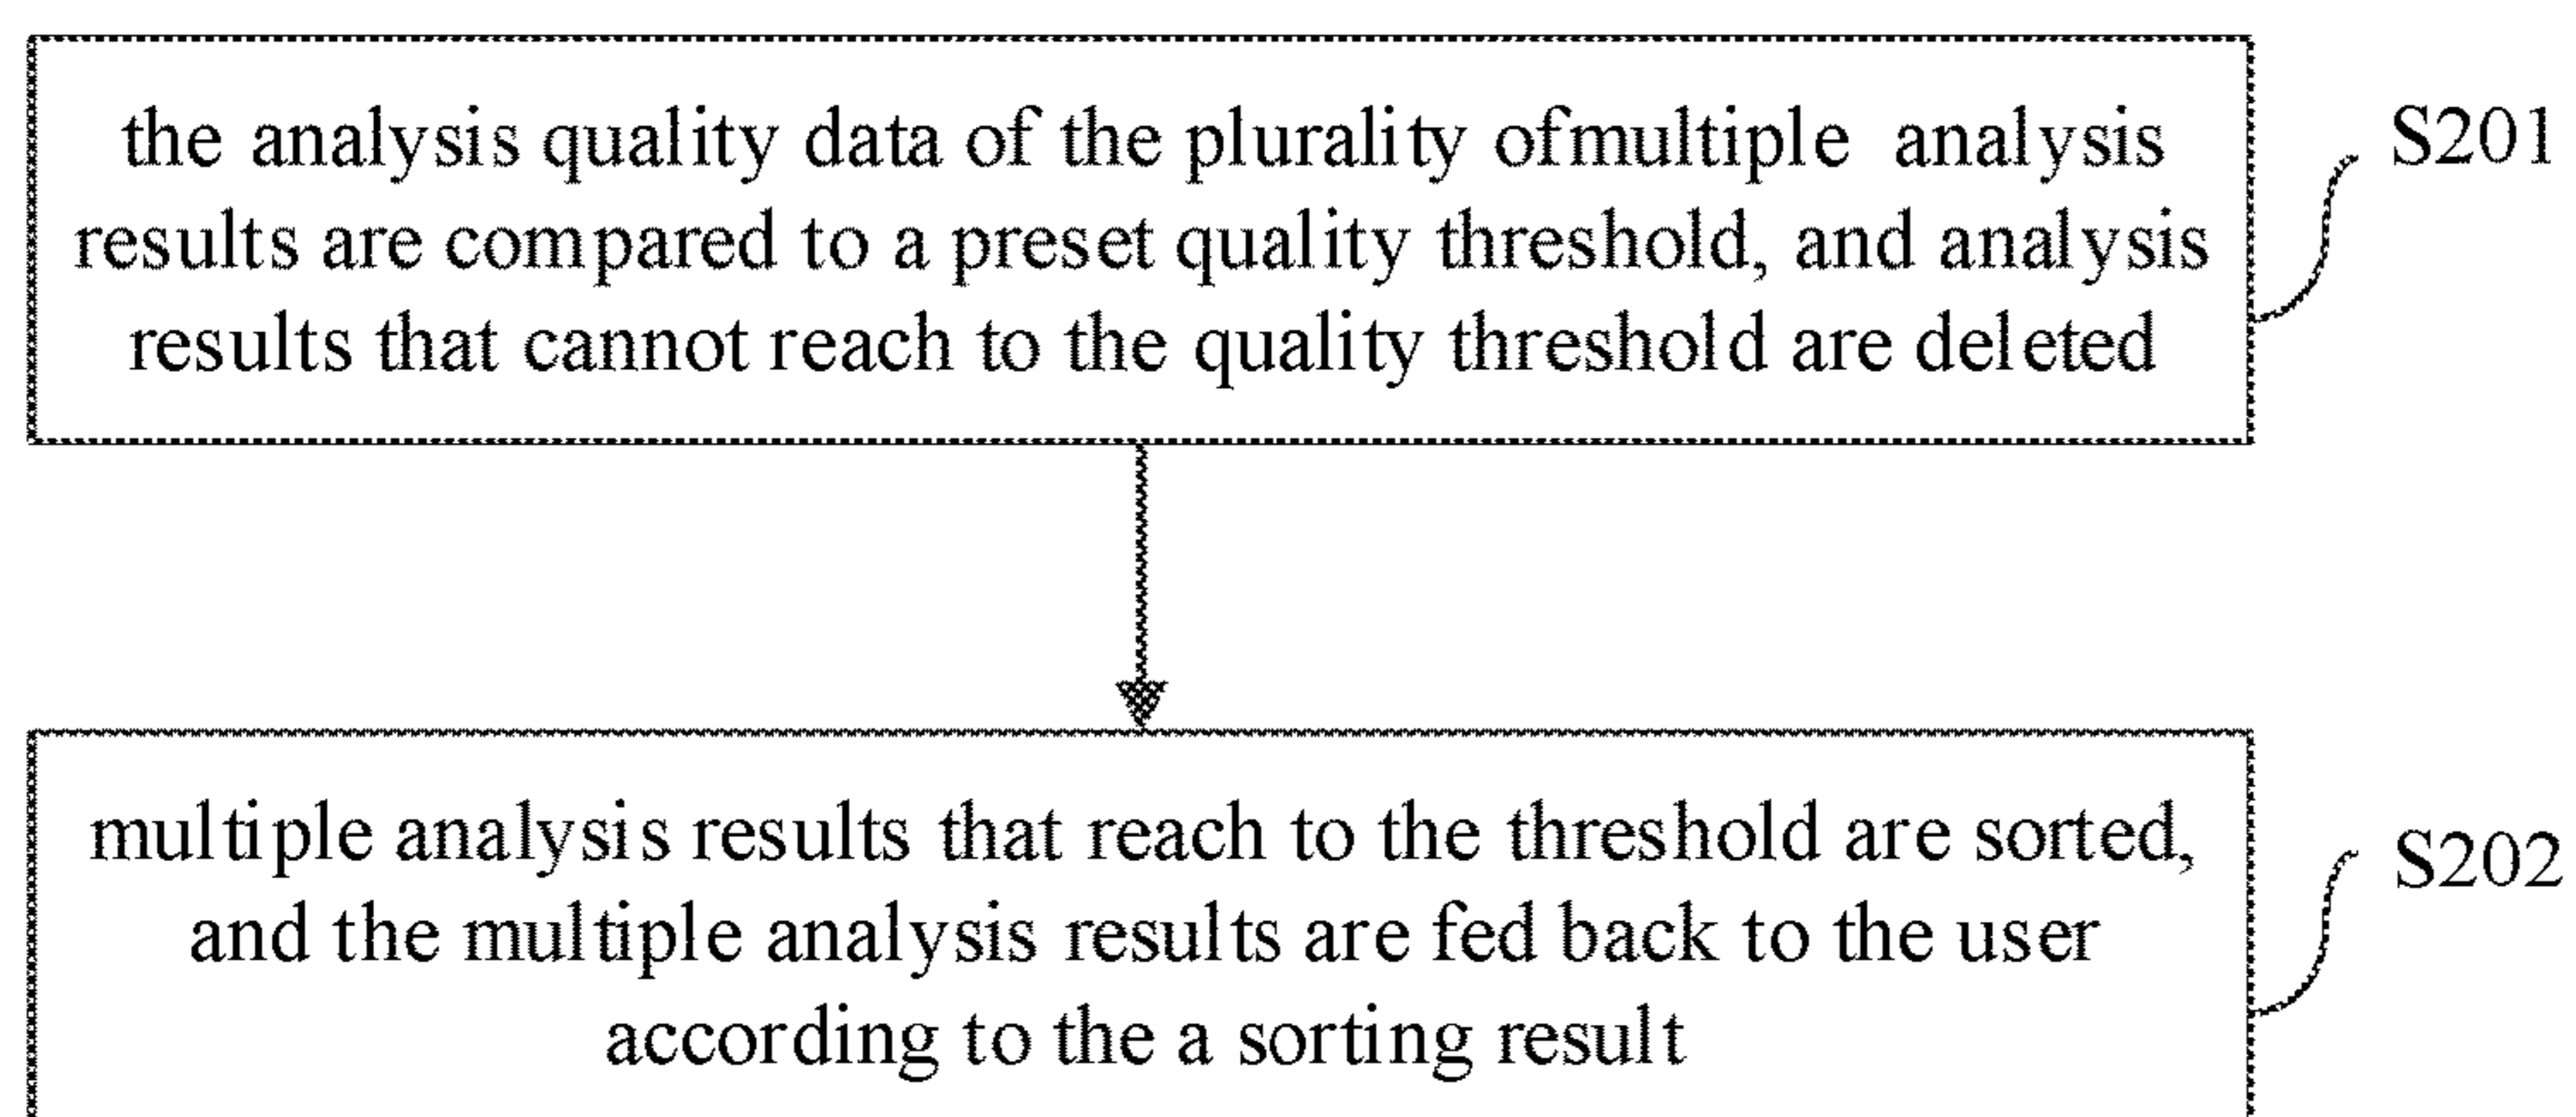 the analysis quality data of the plurality ofmultiple analysis
results are compared to a preset quality threshold, and analysis
results that cannot reach to the quality threshold are deleted
S201
multiple analysis results that reach to the threshold are sorted,
and the multiple analysis results are fed back to the user
according to the a sorting result
S202